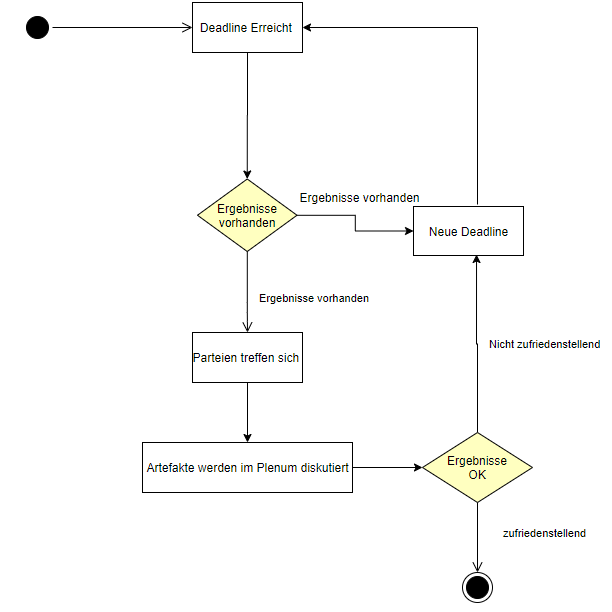 Deadline Erreicht
Ergebnisse
vorhanden
Ergebnisse vorhanden
Neue Deadline
Ergebnisse vorhanden
Parteien treffen sich
Nicht zufriedenstellend
Artefakte werden im Plenum diskutiert
Ergebnisse
OK
zufriedenstellend